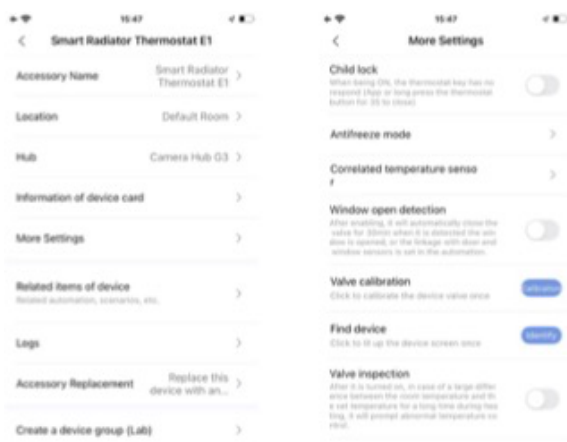 15:47
Smart Radiator Thermostat E1
Accessory Name
Smart Radiator
Thermostat E1
Location
Default Room
Hub
Camera Hub G3
Information of device card
More Settings
Related items of device
Related automation, scenarios, etc.
Logs
Accessory Replacement
Replace this
device with an...
Create a device group (Lab)
15:47
More Settings
Child lock
When being ON, the thermostat key has no
respond (App or long press the thermostat
button for 3S to close)
Antifreeze mode
Correlated temperature senso
r
Window open detection
After enabling, it will automatically close the
valve for 30min when it is detected the win
dow is opened, or the linkage with door and
window sensors is set in the automation.
Valve calibration
Click to calibrate the device valve once
Calibration
Find device
Click to lit up the device screen once
Identify
Valve inspection
After it is turned on, in case of a large differ
ence between the room temperature and th
e set temperature for a long time during hea
ting, it will prompt abnormal temperature co
ntrol.